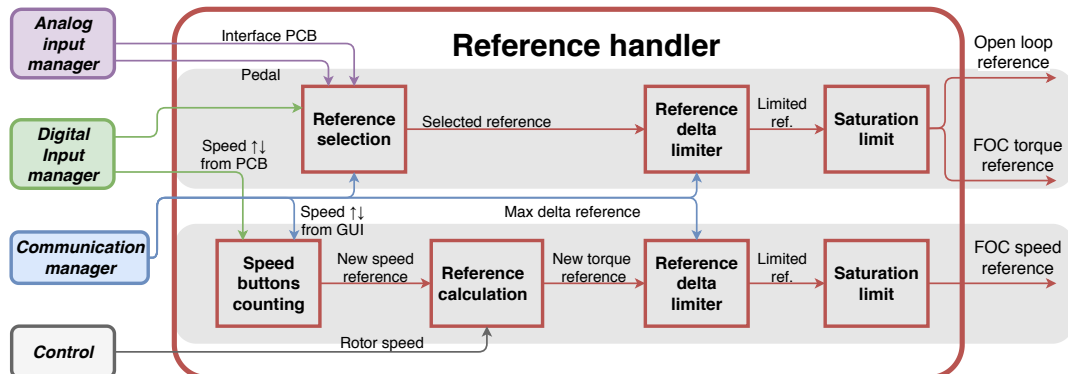 Analog
input
manager
Interface PCB
Reference handler
Open loop
reference
Pedal
Reference
selection
Selected reference
Reference
delta
limiter
Limited
ref.
Saturation
limit
Digital
Input
manager
Speed ↑↓
from PCB
FOC torque
reference
Communication
manager
Speed ↑↓
from GUI
Max delta reference
FOC speed
reference
Speed
buttons
counting
New speed
reference
Reference
calculation
New torque
reference
Reference
delta
limiter
Limited
ref.
Saturation
limit
Control
Rotor speed